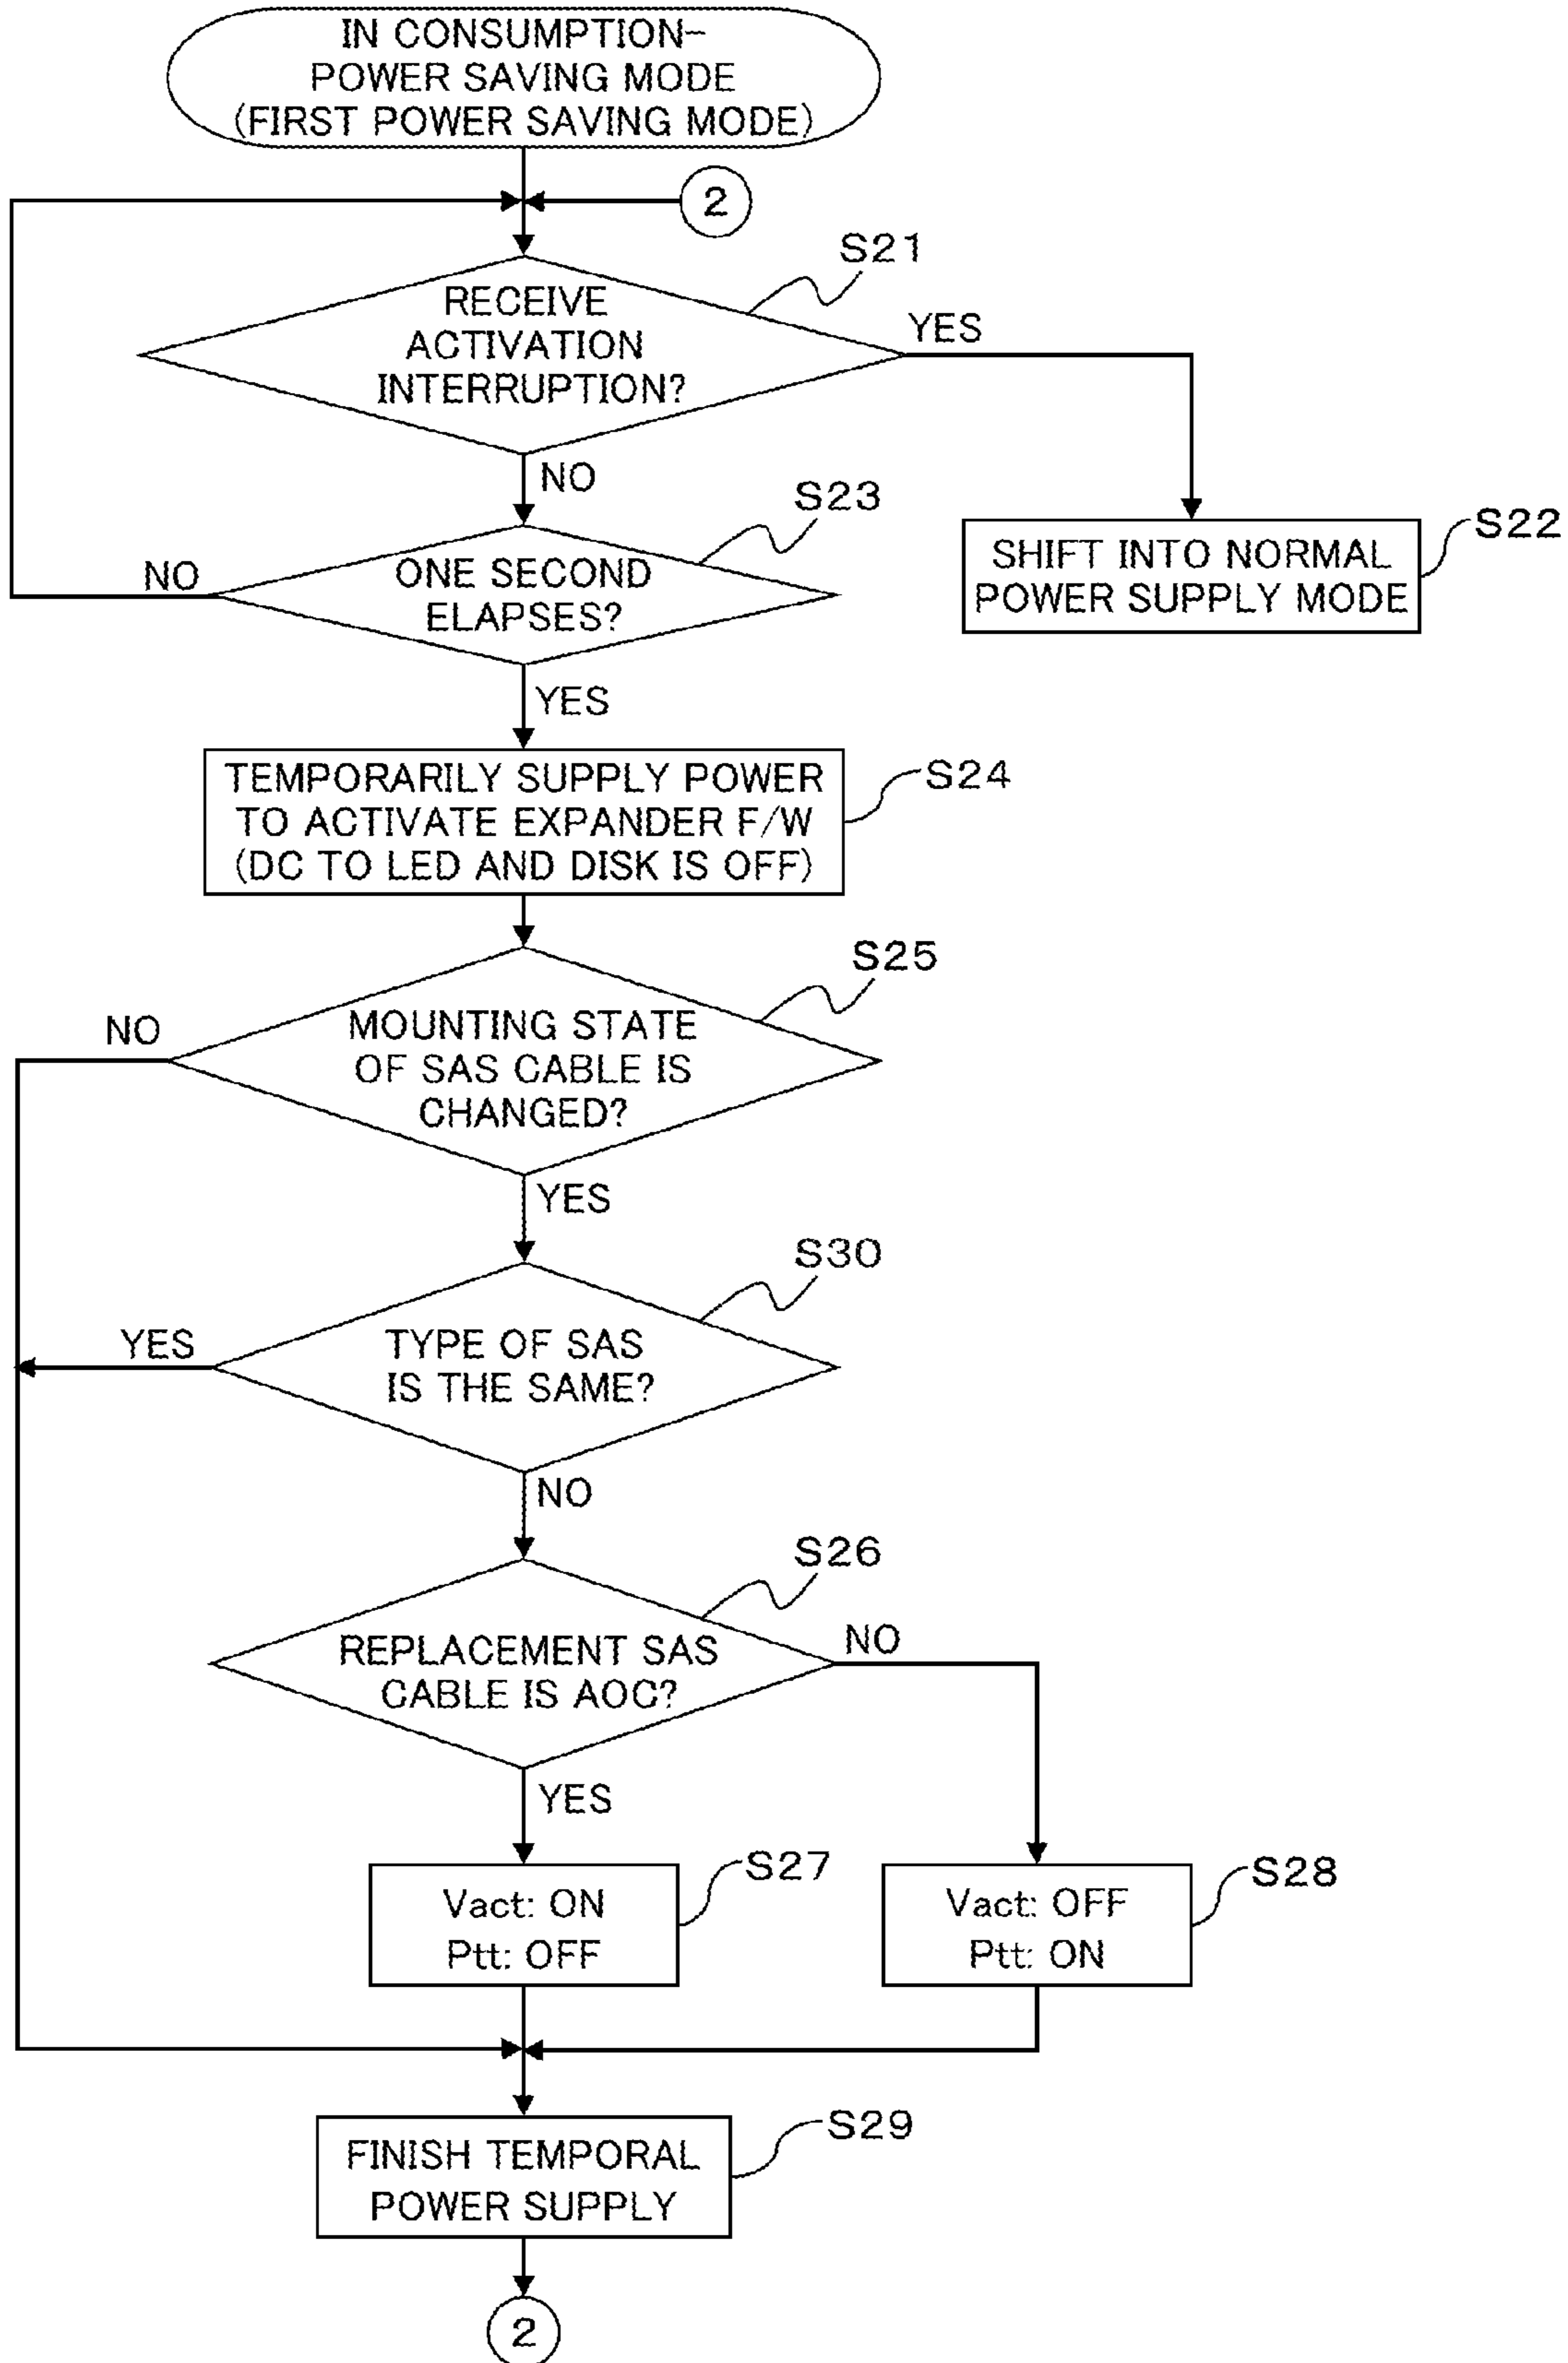 IN CONSUMPTION-
POWER SAVING MODE
(FIRST POWER SAVING MODE)
2
S21
RECEIVE
ACTIVATION
INTERRUPTION?
YES
NO
S23
S22
SHIFT INTO NORMAL
POWER SUPPLY MODE
NO
ONE SECOND
ELAPSES?
YES
TEMPORARILY SUPPLY POWER
TO ACTIVATE EXPANDER F/W
(DC TO LED AND DISK IS OFF)
S24
S25
NO
MOUNTING STATE
OF SAS CABLE IS
CHANGED?
YES
S30
YES
TYPE OF SAS
IS THE SAME?
NO
S26
REPLACEMENT SAS
CABLE IS AOC?
NO
YES
S27
Vact: ON
Ptt: OFF
S28
Vact: OFF
Ptt: ON
S29
FINISH TEMPORAL
POWER SUPPLY
2